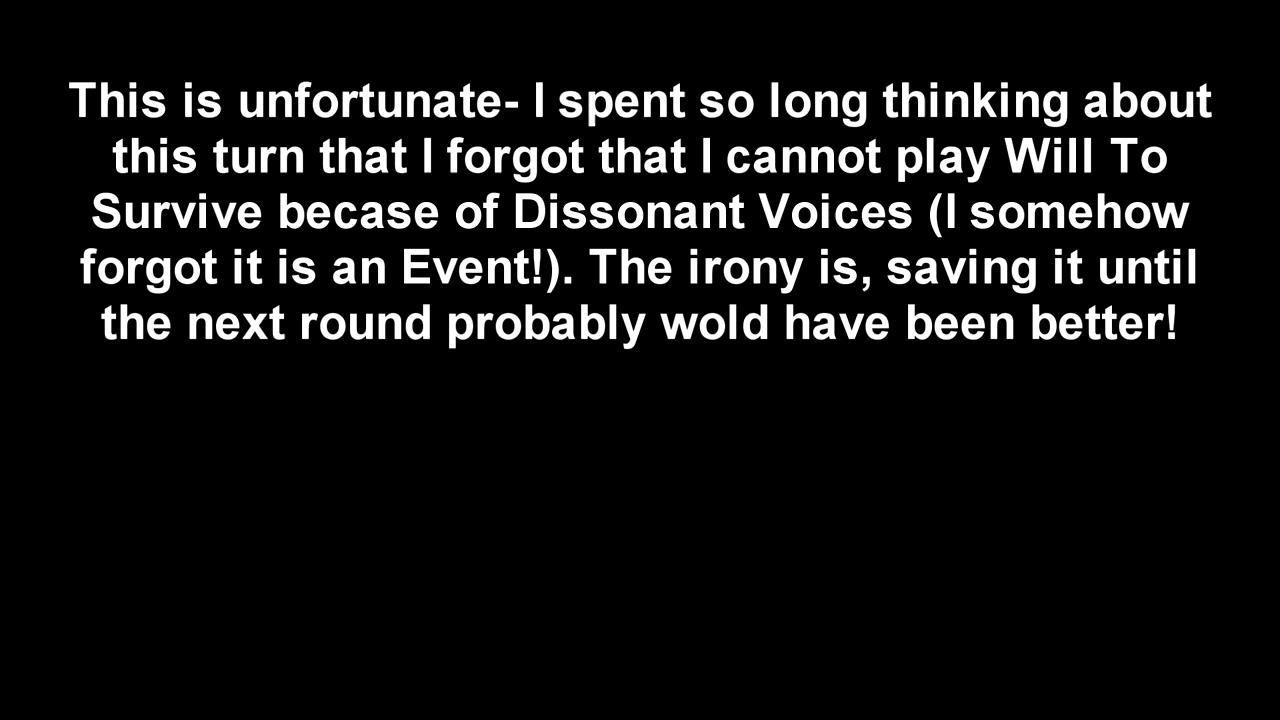 This is unfortunate- I spent so long thinking about
this turn that I forgot that I cannot play Will To
Survive becase of Dissonant Voices (I somehow
forgot it is an Event!). The irony is, saving it until
the next round probably wold have been better!